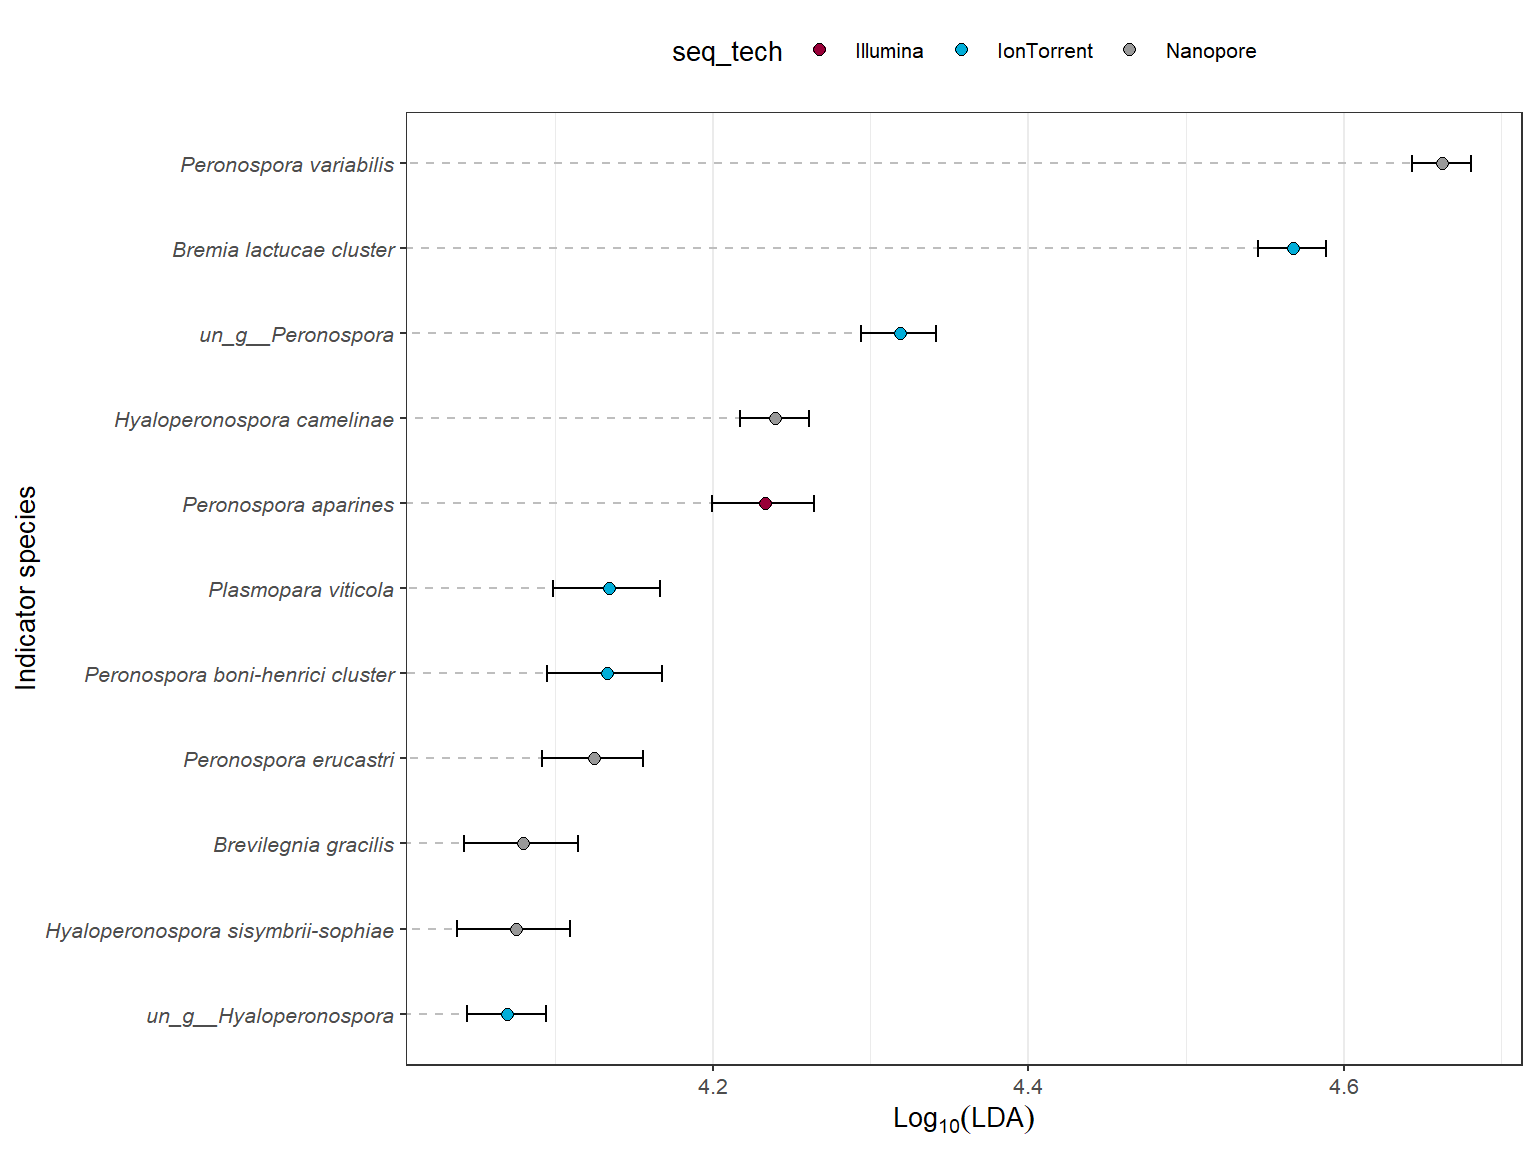 seq_tech Illumina IonTorrent Nanopore
Peronospora variabilis
Bremia lactucae cluster
un_g__Peronospora
Hyaloperonospora camelinae
Peronospora aparines
Plasmopara viticola
Peronospora boni-henrici cluster
Peronospora erucastri
Brevilegnia gracilis
Hyaloperonospora sisymbrii-sophiae
un_g__Hyaloperonospora
Indicator species
4.2 4.4 4.6
Log10(LDA)